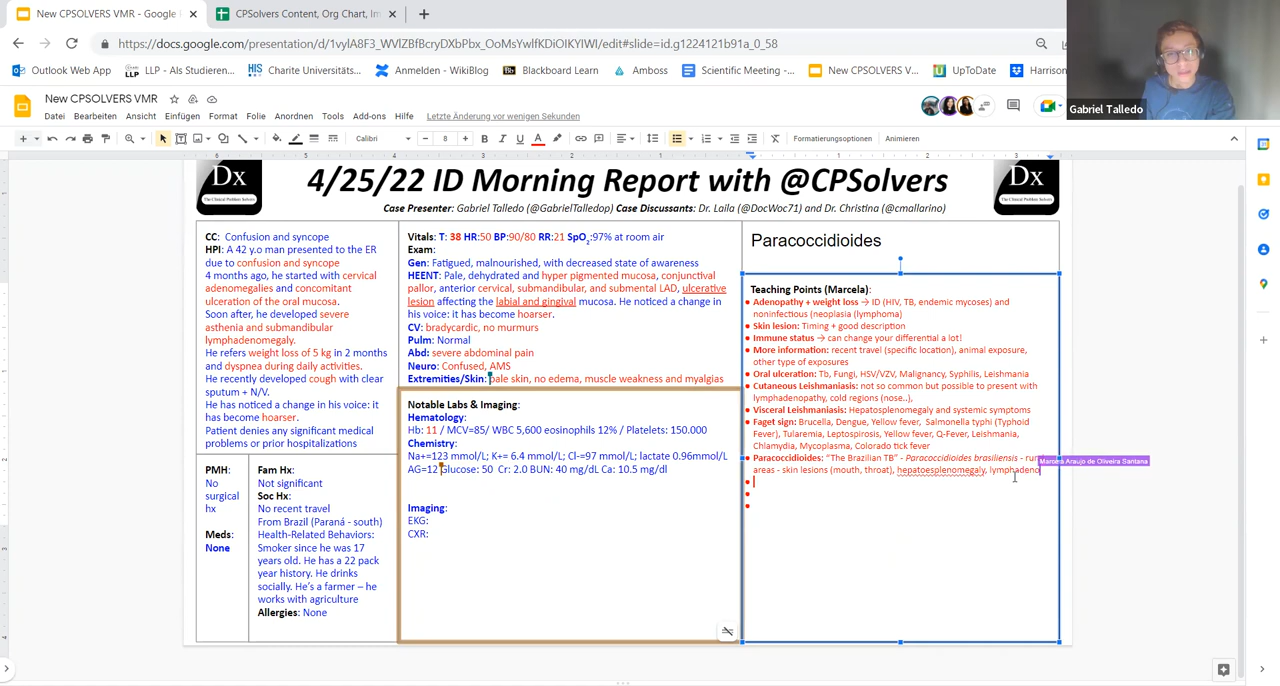 New CPSOLVERS VMR - Google
CPSolvers Content, Org Chart, Im
https://docs.google.com/presentation/d/1vylA8F3_WVlZBfBcryDXbPbx_OoMsYwlfKDiOIKYIWI/edit#slide=id.g1224121b91a_0_58
Outlook Web App
LLP - Als Studieren...
Charite Universitäts...
Anmelden - WikiBlog
Blackboard Learn
Amboss
Scientific Meeting -...
New CPSOLVERS V...
UpToDate
Harrison
Gabriel Talledo
New CPSOLVERS VMR
Datei Bearbeiten Ansicht Einfügen Format Folie Anordnen Tools Add-ons Hilfe Letzte Änderung vor wenigen Sekunden
Calibri
8
Formatierungsoptionen
Animieren
Dx
The Clinical Problem Solvers
4/25/22 ID Morning Report with @CPSolvers
Case Presenter: Gabriel Talledo (@GabrielTalledop) Case Discussants: Dr. Laila (@DocWoc71) and Dr. Christina (@cmallarino)
Dx
The Clinical Problem Solvers
CC: Confusion and syncope
HPI: A 42 y.o man presented to the ER
due to confusion and syncope
4 months ago, he started with cervical
adenomegalies and concomitant
ulceration of the oral mucosa.
Soon after, he developed severe
asthenia and submandibular
lymphadenomegaly.
He refers weight loss of 5 kg in 2 months
and dyspnea during daily activities.
He recently developed cough with clear
sputum + N/V.
He has noticed a change in his voice: it
has become hoarser.
Patient denies any significant medical
problems or prior hospitalizations
PMH:
No
surgical
hx
Meds:
None
Fam Hx:
Not significant
Soc Hx:
No recent travel
From Brazil (Paraná - south)
Health-Related Behaviors:
Smoker since he was 17
years old. He has a 22 pack
year history. He drinks
socially. He's a farmer – he
works with agriculture
Allergies: None
Vitals: T: 38 HR:50 BP:90/80 RR:21 SpO2:97% at room air
Exam:
Gen: Fatigued, malnourished, with decreased state of awareness
HEENT: Pale, dehydrated and hyper pigmented mucosa, conjunctival
pallor, anterior cervical, submandibular, and submental LAD, ulcerative
lesion affecting the labial and gingival mucosa. He noticed a change in
his voice: it has become hoarser.
CV: bradycardic, no murmurs
Pulm: Normal
Abd: severe abdominal pain
Neuro: Confused, AMS
Extremities/Skin: pale skin, no edema, muscle weakness and myalgias
Notable Labs & Imaging:
Hematology:
Hb: 11 / MCV=85/ WBC 5,600 eosinophils 12% / Platelets: 150.000
Chemistry:
Na+=123 mmol/L; K+= 6.4 mmol/L; Cl-=97 mmol/L; lactate 0.96mmol/L
AG=12 Glucose: 50 Cr: 2.0 BUN: 40 mg/dL Ca: 10.5 mg/dl
Imaging:
EKG:
CXR:
Paracoccidioides
Teaching Points (Marcela):
Adenopathy + weight loss → ID (HIV, TB, endemic mycoses) and
noninfectious (neoplasia (lymphoma)
Skin lesion: Timing + good description
Immune status → can change your differential a lot!
More information: recent travel (specific location), animal exposure,
other type of exposures
Oral ulceration: Tb, Fungi, HSV/VZV, Malignancy, Syphilis, Leishmania
Cutaneous Leishmaniasis: not so common but possible to present with
lymphadenopathy, cold regions (nose..),
Visceral Leishmaniasis: Hepatosplenomegaly and systemic symptoms
Faget sign: Brucella, Dengue, Yellow fever, Salmonella typhi (Typhoid
Fever), Tularemia, Leptospirosis, Yellow fever, Q-Fever, Leishmania,
Chlamydia, Mycoplasma, Colorado tick fever
Paracoccidioides: "The Brazilian TB" - Paracoccidioides brasiliensis - rur
areas - skin lesions (mouth, throat), hepatoesplenomegaly, lymphadeno
Marcela Araujo de Oliveira Santana